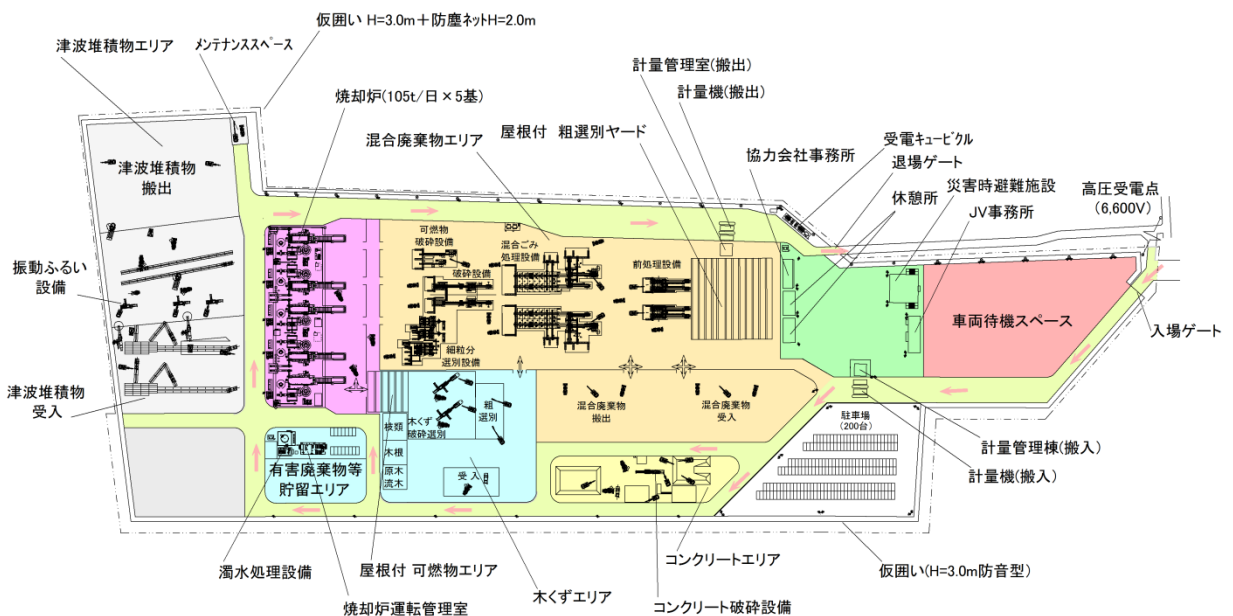 仮囲い H=3.0m＋防塵ネットH=2.0m
津波堆積物エリア
メンテナンススペース
計量管理室(搬出)
計量機(搬出)
焼却炉(105t/日×5基)
混合廃棄物エリア
屋根付 粗選別ヤード
協力会社事務所
受電キュービクル
退場ゲート
休憩所
災害時避難施設
JV事務所
高圧受電点
(6,600V)
津波堆積物
搬出
可燃物
破砕設備
混合ごみ
処理設備
破砕設備
前処理設備
振動ふるい
設備
細粒分
選別設備
車両待機スペース
入場ゲート
津波堆積物
受入
木くず
破砕選別
粗
選別
混合廃棄物
搬出
混合廃棄物
受入
駐車場
(200台)
枝類
木根
原木
流木
受入
有害廃棄物等
貯留エリア
計量管理棟(搬入)
計量機(搬入)
濁水処理設備
屋根付 可燃物エリア
木くずエリア
コンクリートエリア
仮囲い(H=3.0m防音型)
焼却炉運転管理室
コンクリート破砕設備